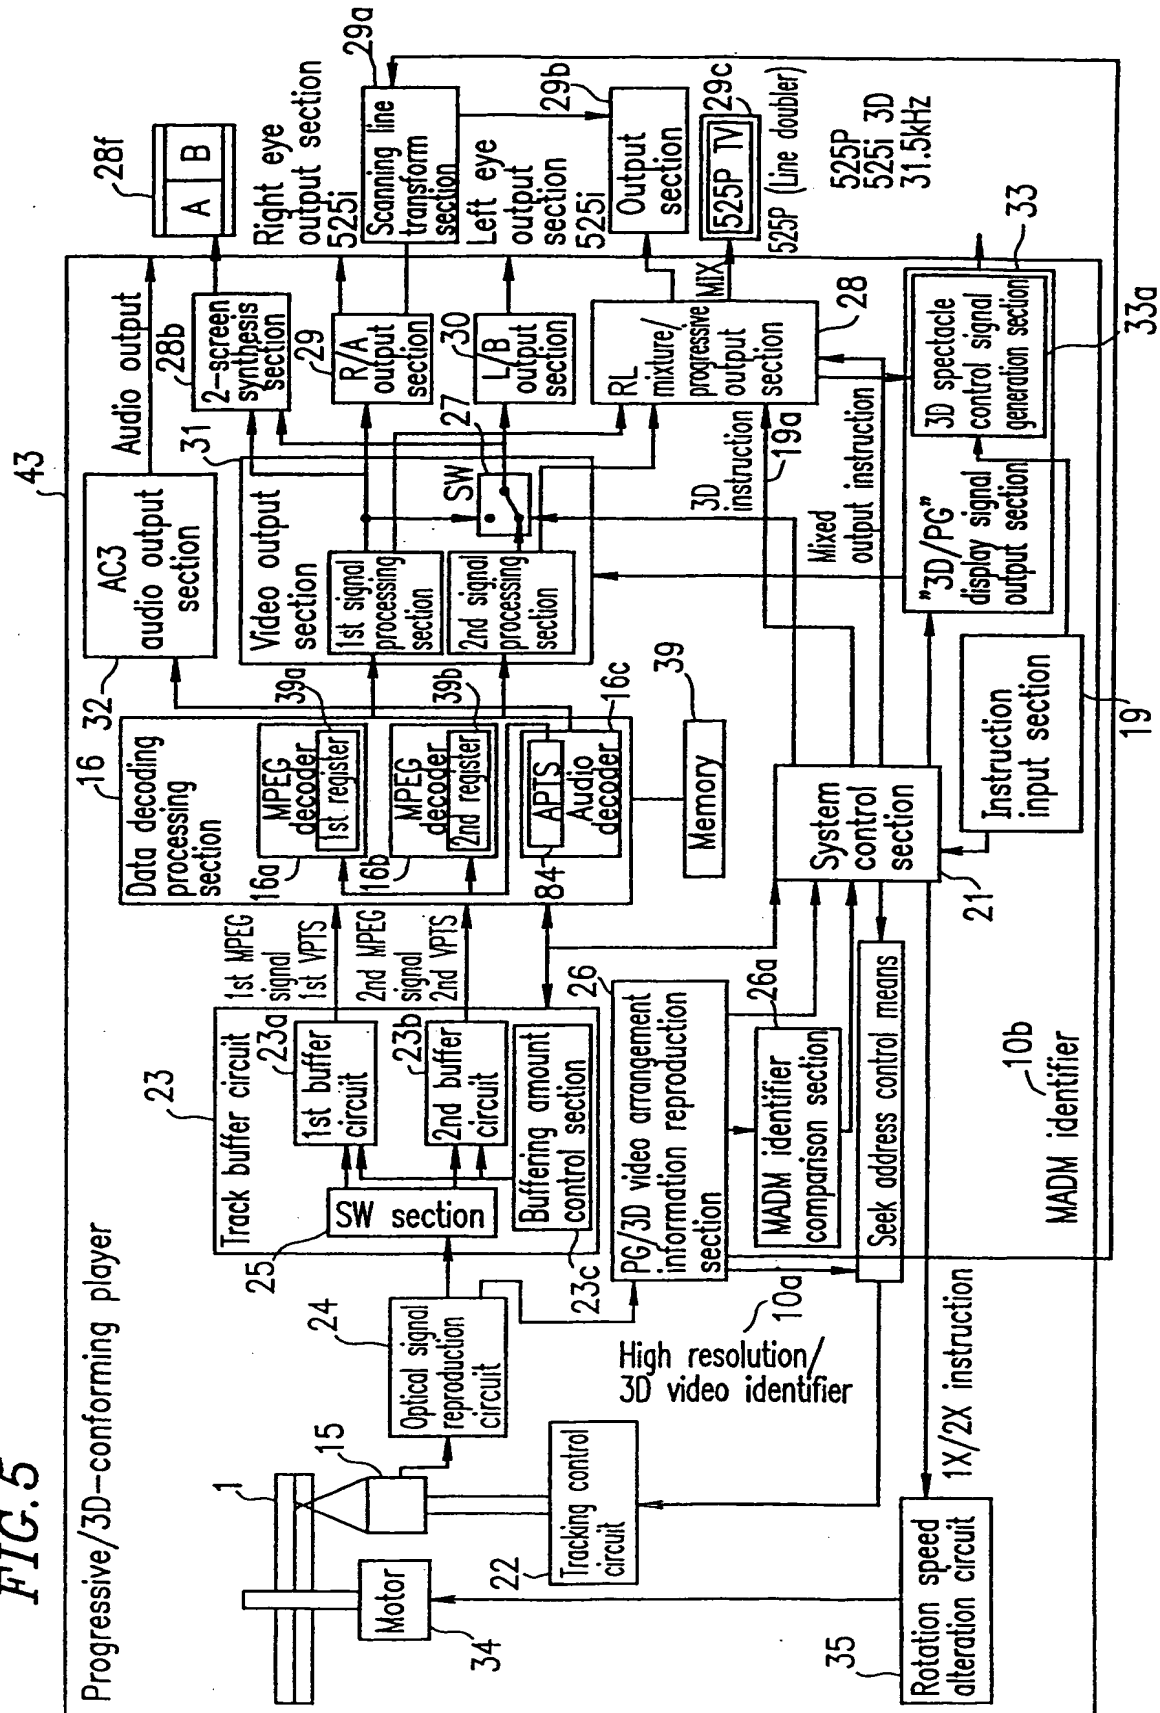 FIG.5
Progressive/3D-conforming player
43
1
15
Motor
34
22
Tracking control
circuit
35
Rotation speed
alteration circuit
1X/2X instruction
24
Optical signal
reproduction
circuit
High resolution/
3D video identifier
10a
23
Track buffer circuit
25
SW section
23a
1st buffer
circuit
23b
2nd buffer
circuit
Buffering amount
control section
23c
26
PG/3D video arrangement
information reproduction
section
26a
MADM identifier
comparison section
Seek address control means
MADM identifier
10b
1st MPEG
signal
1st VPTS
2nd MPEG
signal
2nd VPTS
16
Data decoding
processing
section
16a
MPEG
decoder
39a
1st register
16b
MPEG
decoder
39b
2nd register
84
APTS
Audio
decoder
16c
39
Memory
System
control
section
21
Instruction
input section
19
32
AC3
audio output
section
Audio output
31
Video output
section
1st signal
processing
section
2nd signal
processing
section
SW
27
3D
instruction
19a
Mixed
output instruction
"3D/PG"
display signal
output section
3D spectacle
control signal
generation section
33
33a
28b
2-screen
synthesis
section
28f
A
B
29
R/A
output
section
30
L/B
output
section
RL
mixture/
progressive
output
section
28
MIX
Right eye
output section
525i
29a
Scanning line
transform
section
Left eye
output
section
525i
29b
Output
section
29c
525P TV
525P (Line doubler)
525P
525i 3D
31.5kHz